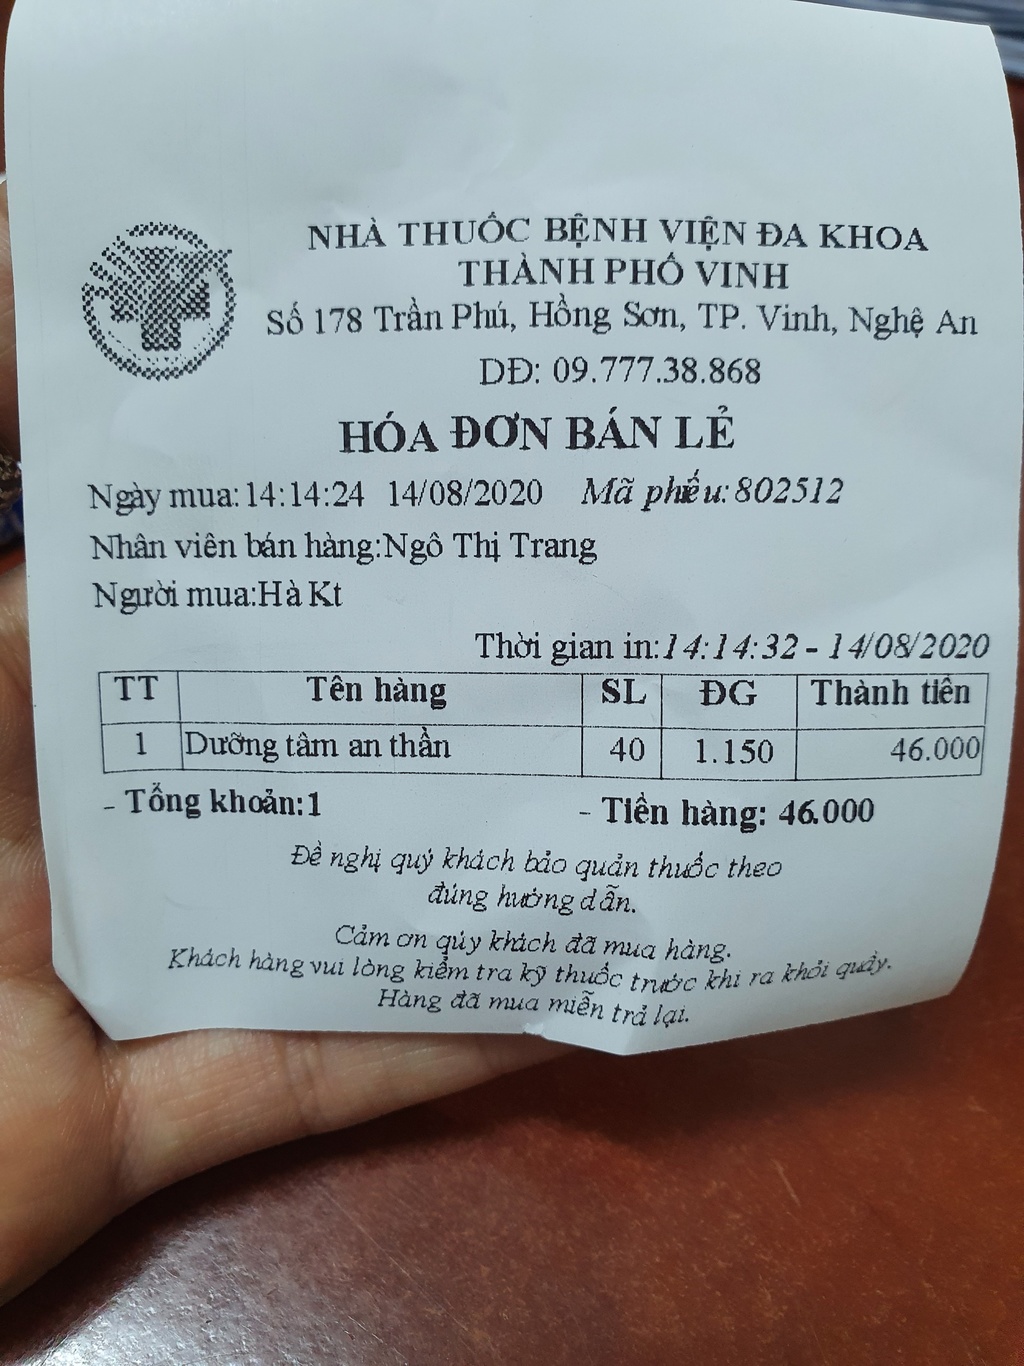 NHÀ THUỐC BỆNH VIỆN ĐA KHOA
THÀNH PHỐ VINH
Số 178 Trần Phú, Hồng Sơn, TP. Vinh, Nghệ An
DĐ: 09.777.38.868
HÓA ĐƠN BÁN LẺ
Ngày mua: 14:14:24 14/08/2020 Mã phiếu: 802512
Nhân viên bán hàng:Ngô Thị Trang
Người mua:Hà Kt
Thời gian in:14:14:32 - 14/08/2020
TT Tên hàng SL ĐG Thành tiền
1 Dưỡng tâm an thần 40 1.150 46.000
- Tổng khoản:1 - Tiền hàng: 46.000
Đề nghị quý khách bảo quản thuốc theo
đúng hướng dẫn.
Cảm ơn qúy khách đã mua hàng.
Khách hàng vui lòng kiểm tra kỹ thuốc trước khi ra khỏi quầy.
Hàng đã mua miễn trả lại.